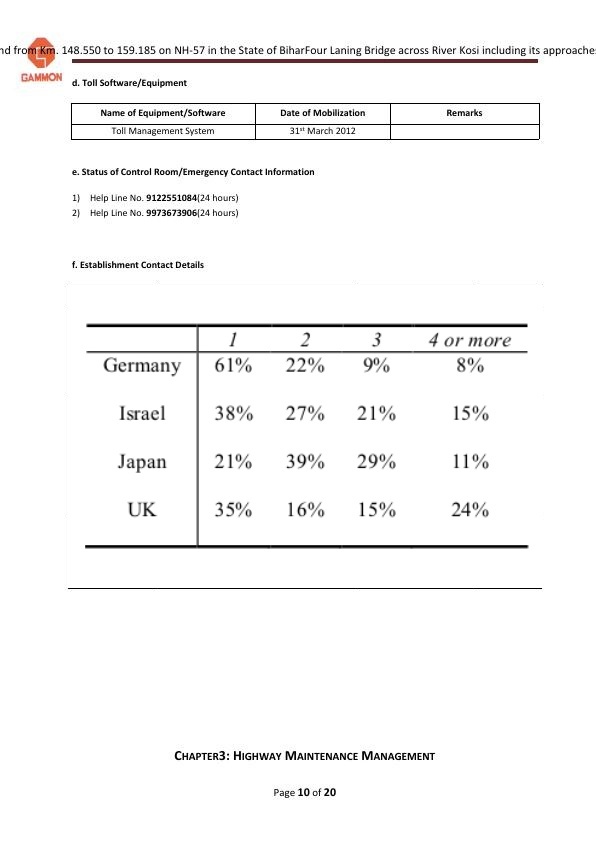 nd from Km. 148.550 to 159.185 on NH-57 in the State of BiharFour Laning Bridge across River Kosi including its approache
GAMMON
d. Toll Software/Equipment
Name of Equipment/Software Date of Mobilization Remarks
Toll Management System 31st March 2012
e. Status of Control Room/Emergency Contact Information
1) Help Line No. 9122551084(24 hours)
2) Help Line No. 9973673906(24 hours)
f. Establishment Contact Details
1 2 3 4 or more
Germany 61% 22% 9% 8%
Israel 38% 27% 21% 15%
Japan 21% 39% 29% 11%
UK 35% 16% 15% 24%
CHAPTER3: HIGHWAY MAINTENANCE MANAGEMENT
Page 10 of 20